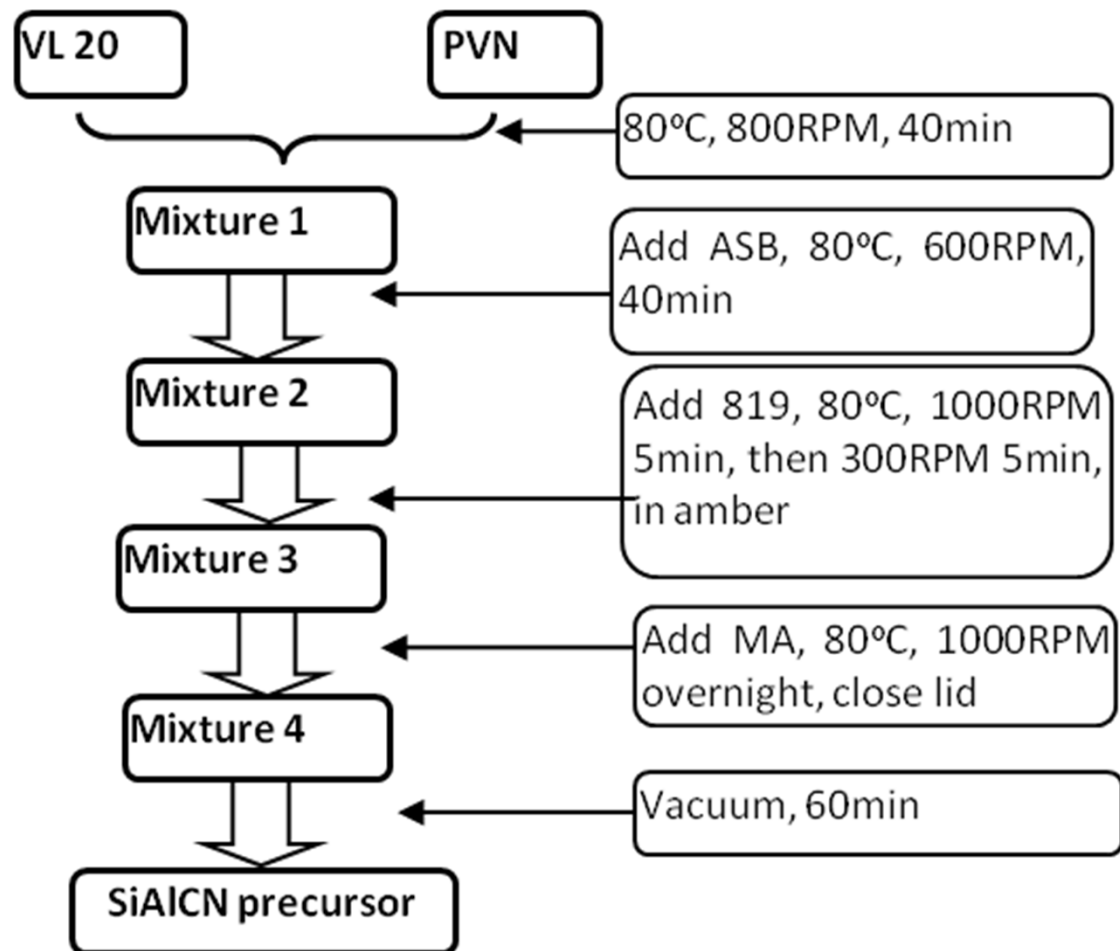 VL 20
PVN
80ºC, 800RPM, 40min
Mixture 1
Add ASB, 80ºC, 600RPM,
40min
Mixture 2
Add 819, 80ºC, 1000RPM
5min, then 300RPM 5min,
in amber
Mixture 3
Add MA, 80ºC, 1000RPM
overnight, close lid
Mixture 4
Vacuum, 60min
SiAlCN precursor